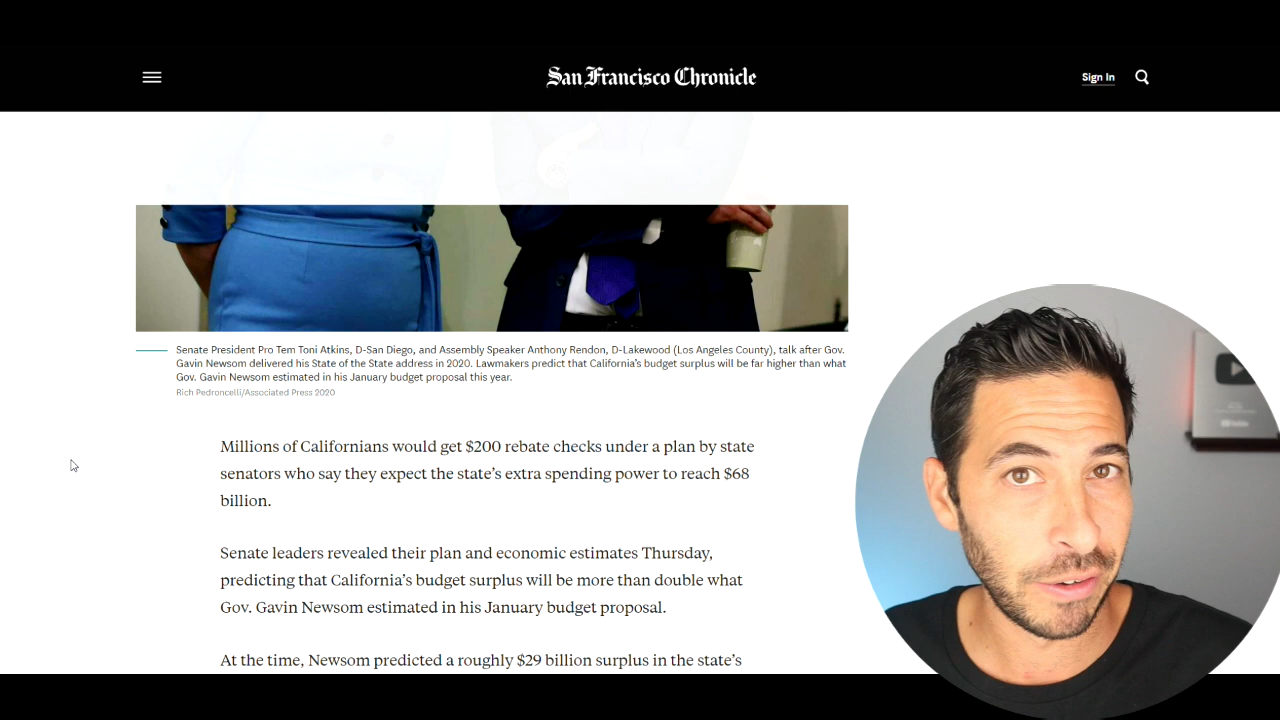 San Francisco Chronicle
Sign In
Senate President Pro Tem Toni Atkins, D-San Diego, and Assembly Speaker Anthony Rendon, D-Lakewood (Los Angeles County), talk after Gov.
Gavin Newsom delivered his State of the State address in 2020. Lawmakers predict that California's budget surplus will be far higher than what
Gov. Gavin Newsom estimated in his January budget proposal this year.
Rich Pedroncelli/Associated Press 2020
Millions of Californians would get $200 rebate checks under a plan by state
senators who say they expect the state’s extra spending power to reach $68
billion.
Senate leaders revealed their plan and economic estimates Thursday,
predicting that California’s budget surplus will be more than double what
Gov. Gavin Newsom estimated in his January budget proposal.
At the time, Newsom predicted a roughly $29 billion surplus in the state’s